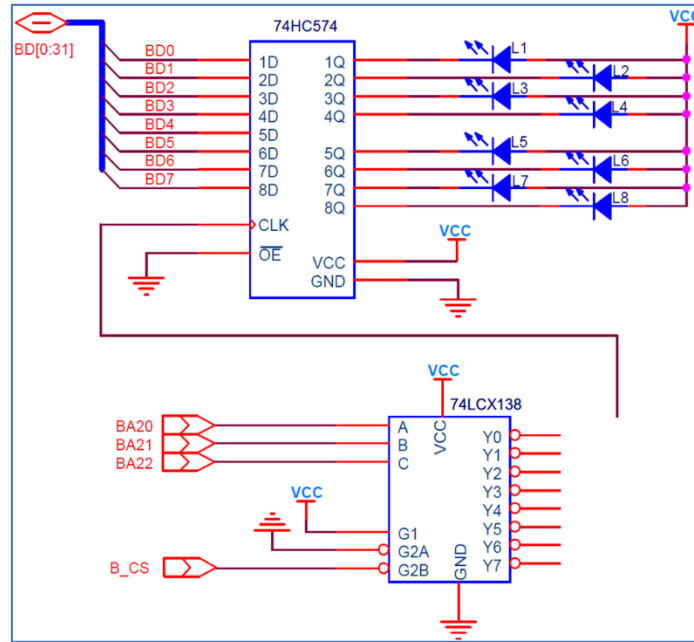 74HC574
VCC
BD[0:31]
BD0 1D 1Q L1
BD1 2D 2Q L2
BD2 3D 3Q L3
BD3 4D 4Q L4
BD4 5D
BD5 6D 5Q L5
BD6 7D 6Q L6
BD7 8D 7Q L7
8Q L8
CLK
OE
VCC
VCC
GND
VCC
74LCX138
BA20 A VCC Y0
BA21 B Y1
BA22 C Y2
Y3
VCC Y4
G1 Y5
G2A Y6
B_CS G2B GND Y7